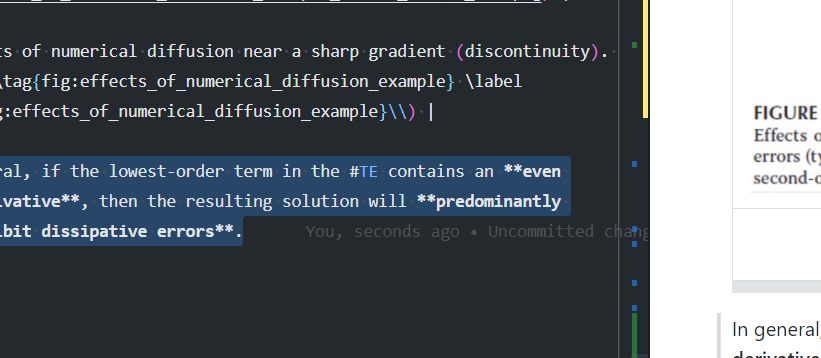 ts of numerical diffusion near a sharp gradient (discontinuity).
\tag{fig:effects_of_numerical_diffusion_example} \label
g:effects_of_numerical_diffusion_example}\\) |
ral, if the lowest-order term in the #TE contains an **even
ivative**, then the resulting solution will **predominantly
ibit dissipative errors**.
You, seconds ago • Uncommitted chang
FIGURE
Effects o
errors (ty
second-o
In general,
derivative